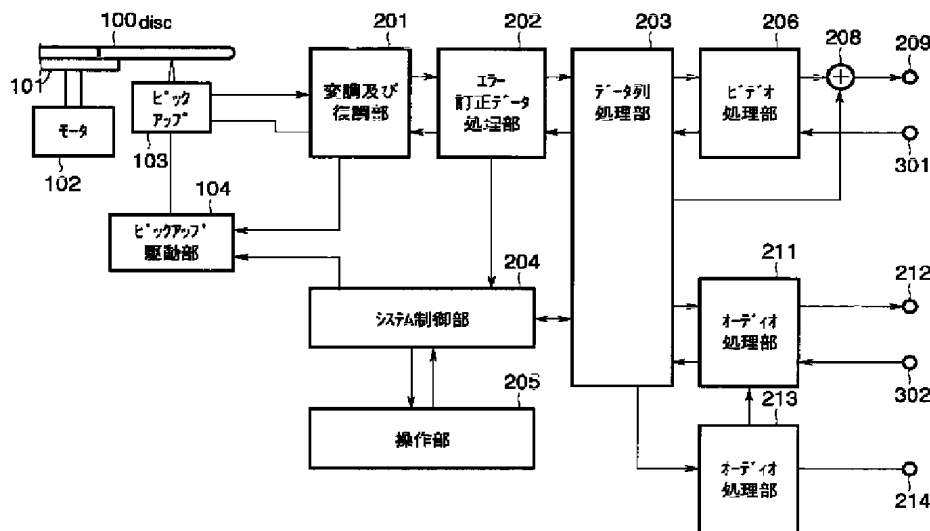 100 disc
201
202
203
206
208
209
101
モータ
102
ピック
アップ
103
変調及び
復調部
エラー
訂正データ
処理部
データ列
処理部
ビデオ
処理部
301
104
ピックアップ
駆動部
204
システム制御部
205
操作部
211
オーディオ
処理部
212
302
213
オーディオ
処理部
214